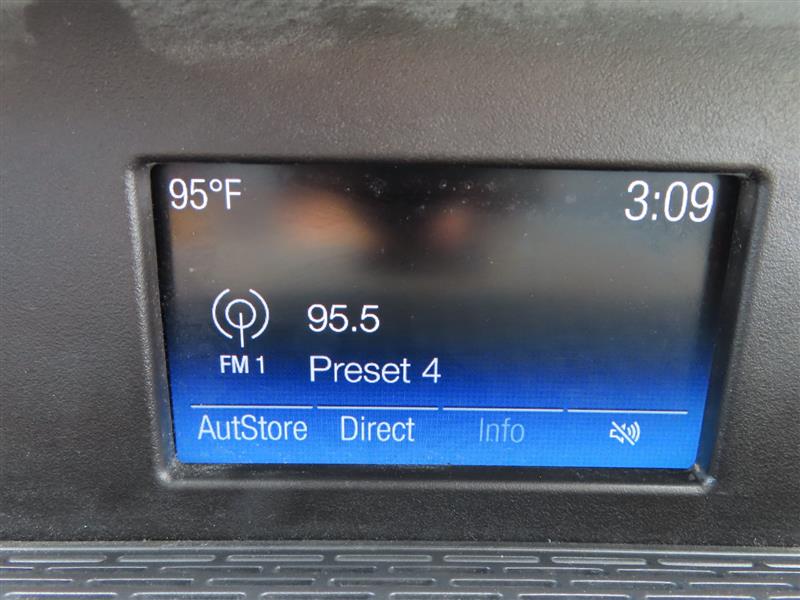 95°F 3:09
95.5
FM 1 Preset 4
AutStore Direct Info